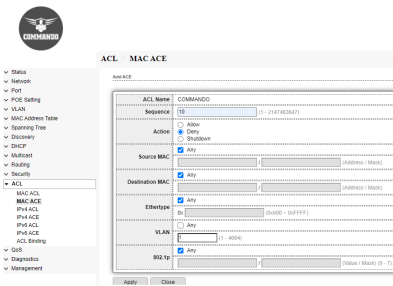 COMMANDO
ACL MAC ACE
Status
Network
Port
POE Setting
VLAN
MAC Address Table
Spanning Tree
Discovery
DHCP
Multicast
Routing
Security
ACL
MAC ACL
MAC ACE
IPv4 ACL
IPv4 ACE
IPv6 ACL
IPv6 ACE
ACL Binding
QoS
Diagnostics
Management
Add ACE
ACL Name COMMANDO
Sequence 10 (1 - 2147483647)
Action
Allow
Deny
Shutdown
Source MAC
Any
/ (Address / Mask)
Destination MAC
Any
/ (Address / Mask)
Ethertype
Any
0x (0x600 ~ 0xFFFF)
VLAN
Any
1 (1 - 4094)
802.1p
Any
/ (Value / Mask) (0 - 7)
Apply Close